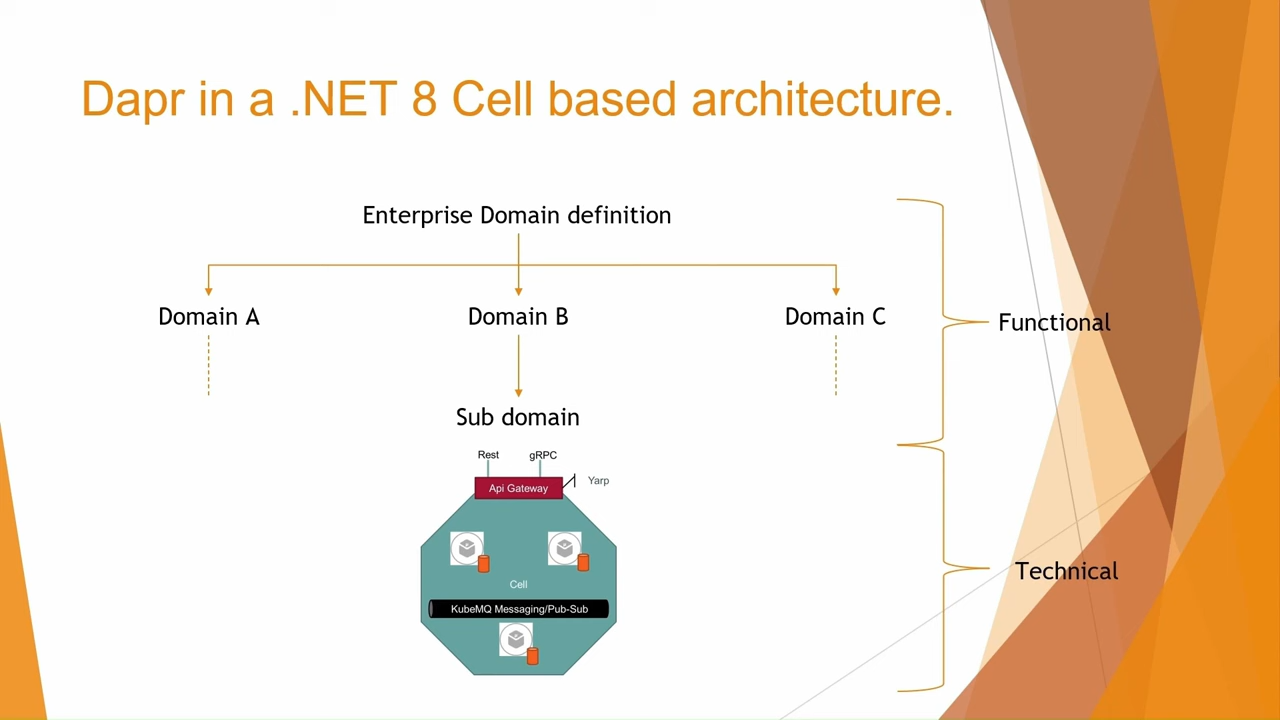 Dapr in a .NET 8 Cell based architecture.
Enterprise Domain definition
Domain A
Domain B
Domain C
Functional
Sub domain
Rest
gRPC
Api Gateway
Yarp
Cell
KubeMQ Messaging/Pub-Sub
Technical